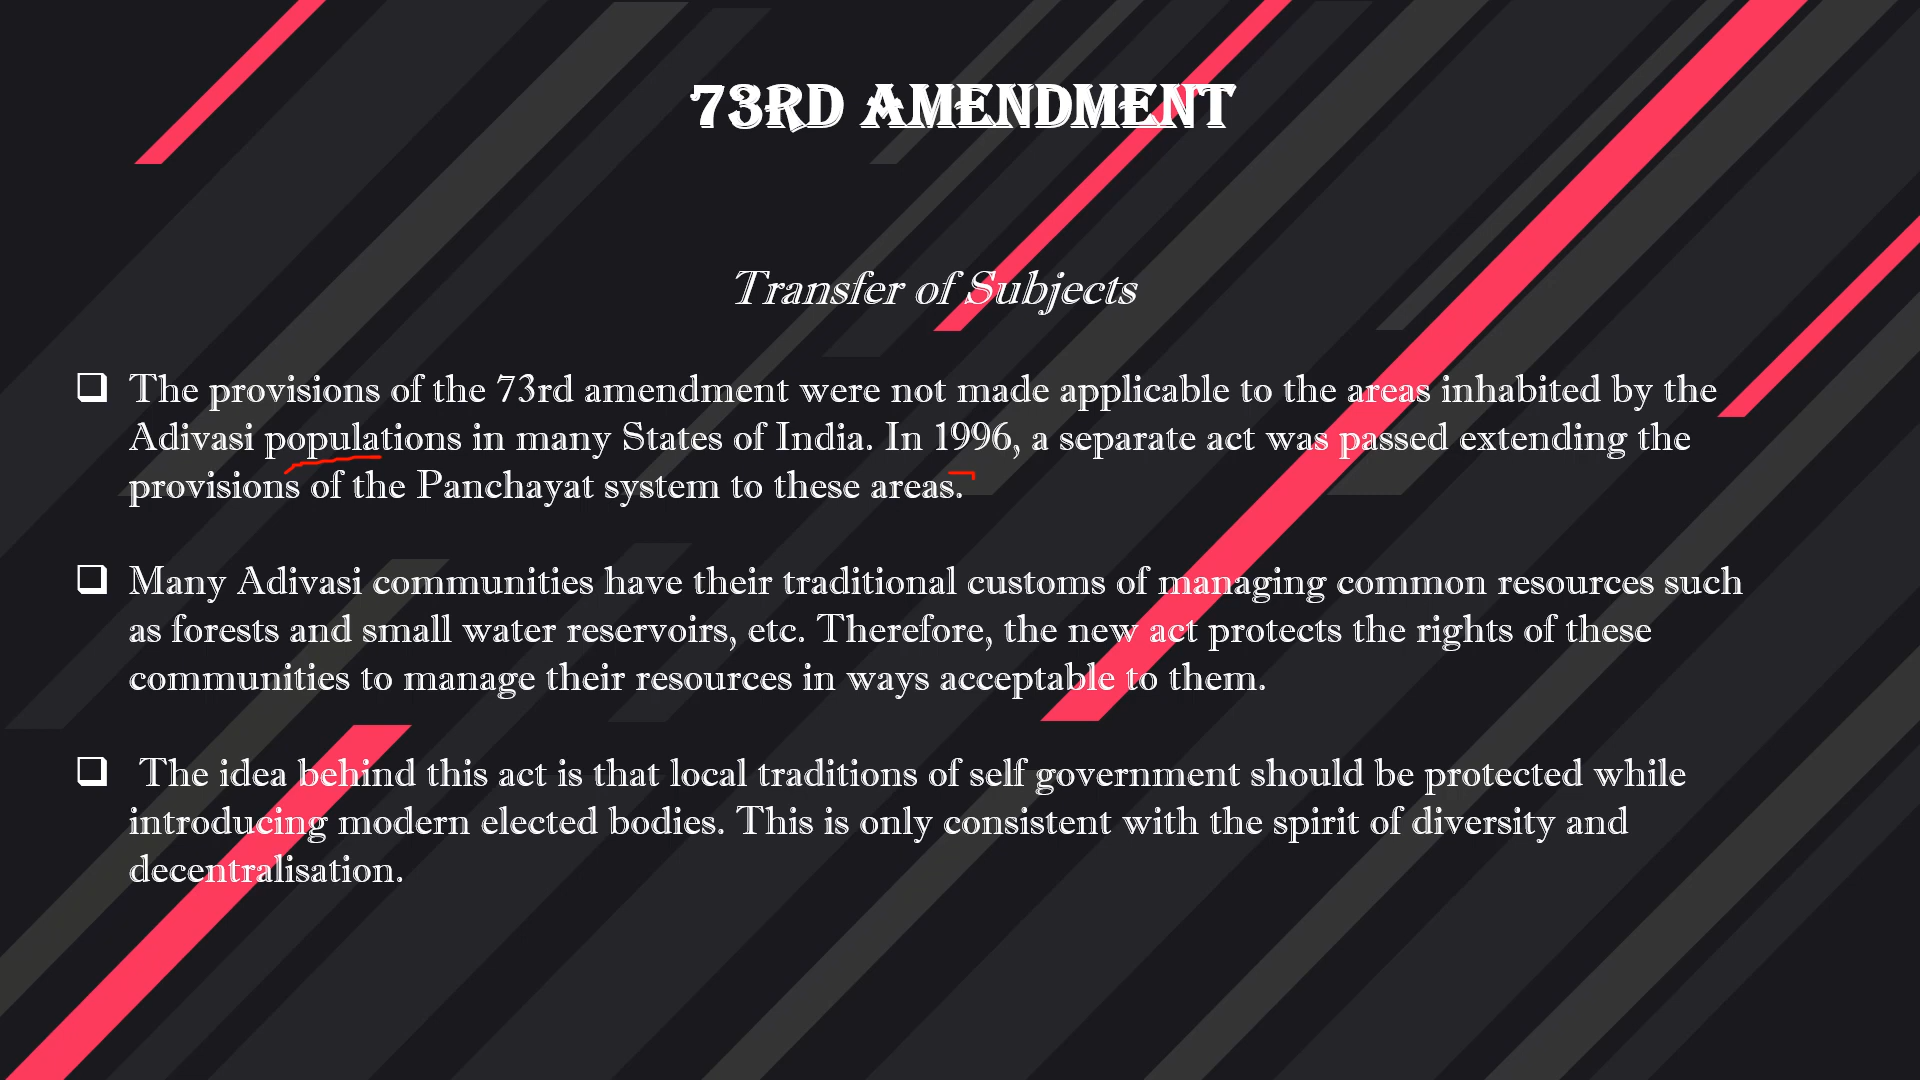 73RD AMENDMENT
Transfer of Subjects
The provisions of the 73rd amendment were not made applicable to the areas inhabited by the
Adivasi populations in many States of India. In 1996, a separate act was passed extending the
provisions of the Panchayat system to these areas.
Many Adivasi communities have their traditional customs of managing common resources such
as forests and small water reservoirs, etc. Therefore, the new act protects the rights of these
communities to manage their resources in ways acceptable to them.
The idea behind this act is that local traditions of self government should be protected while
introducing modern elected bodies. This is only consistent with the spirit of diversity and
decentralisation.